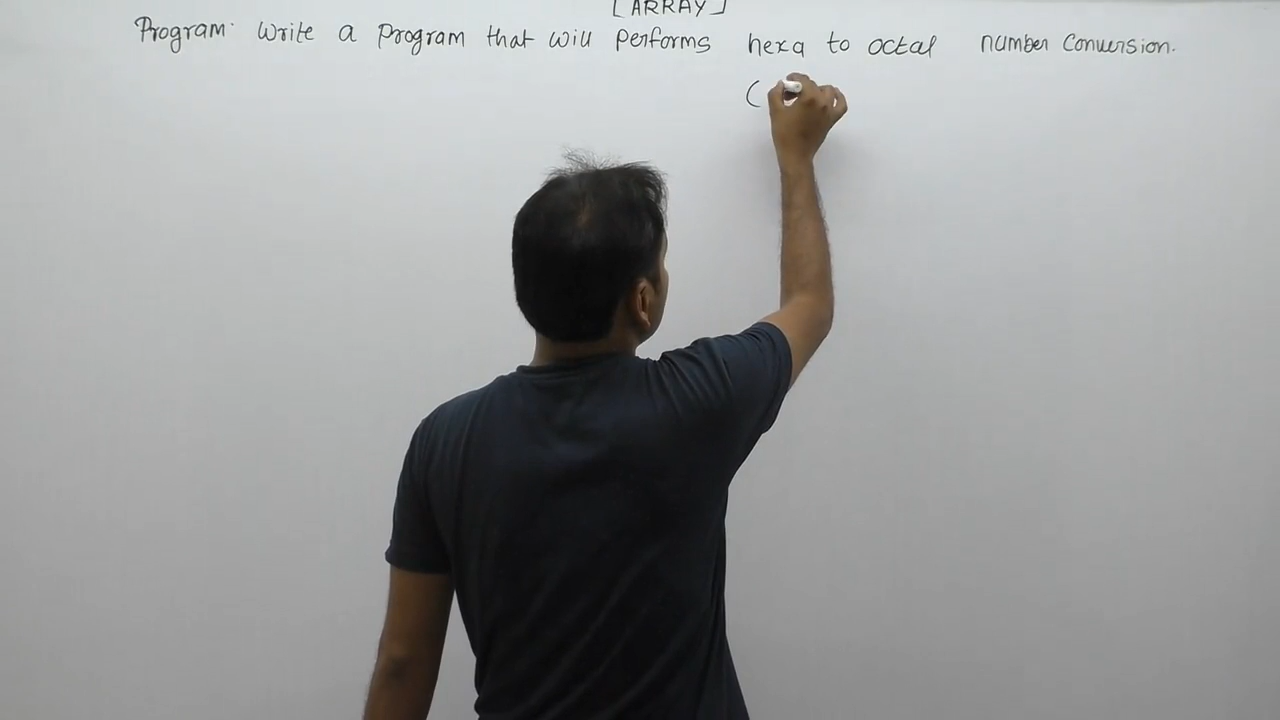 [ARRAY]
Program: Write a program that will performs hexa to octal number conversion.
(